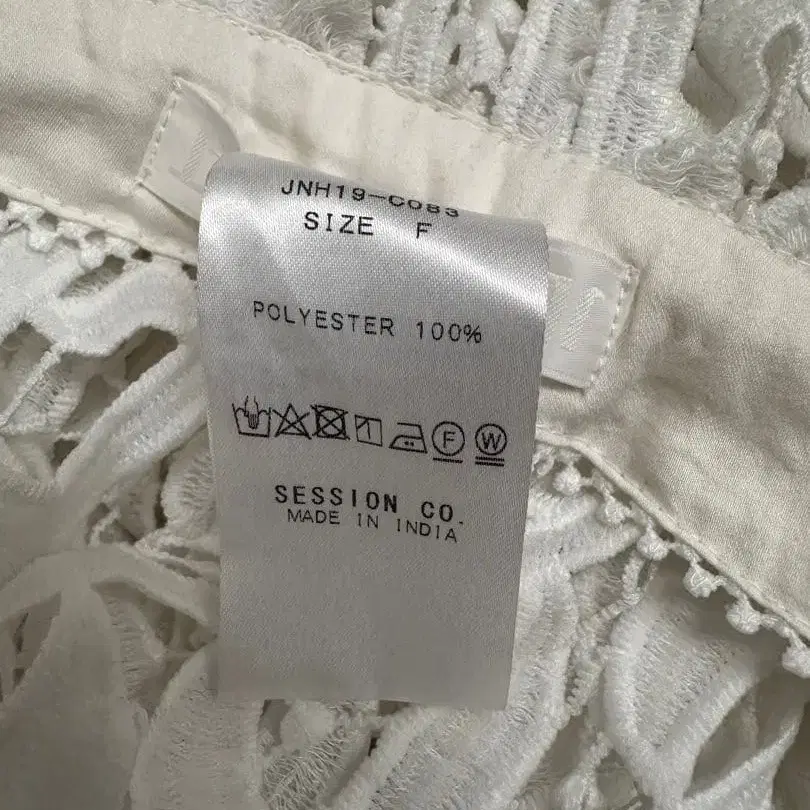 JNH19-C083
SIZE F
POLYESTER 100%
F W
SESSION CO.
MADE IN INDIA